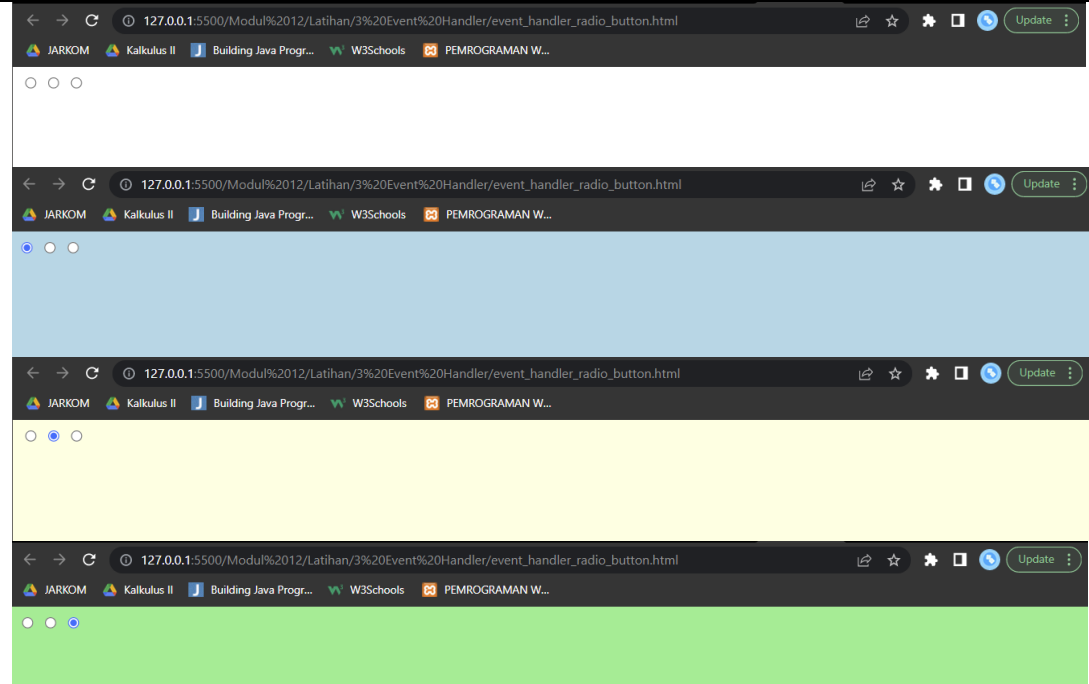 127.0.0.1:5500/Modul%2012/Latihan/3%20Event%20Handler/event_handler_radio_button.html Update
JARKOM Kalkulus II J Building Java Progr... W3Schools PEMROGRAMAN W...
127.0.0.1:5500/Modul%2012/Latihan/3%20Event%20Handler/event_handler_radio_button.html Update
JARKOM Kalkulus II J Building Java Progr... W3Schools PEMROGRAMAN W...
127.0.0.1:5500/Modul%2012/Latihan/3%20Event%20Handler/event_handler_radio_button.html Update
JARKOM Kalkulus II J Building Java Progr... W3Schools PEMROGRAMAN W...
127.0.0.1:5500/Modul%2012/Latihan/3%20Event%20Handler/event_handler_radio_button.html Update
JARKOM Kalkulus II J Building Java Progr... W3Schools PEMROGRAMAN W...